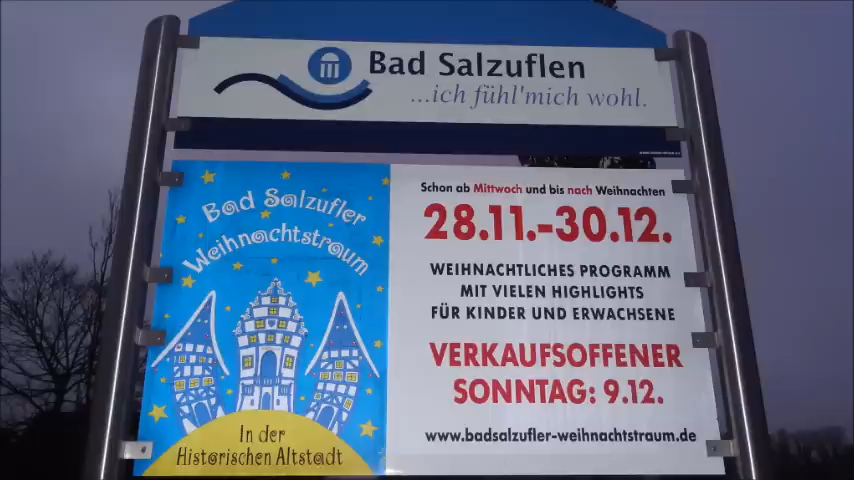 Bad Salzuflen
...ich fühl'mich wohl.
Bad Salzufler
Weihnachtstraum
In der
Historischen Altstadt
Schon ab Mittwoch und bis nach Weihnachten
28.11.-30.12.
WEIHNACHTLICHES PROGRAMM
MIT VIELEN HIGHLIGHTS
FÜR KINDER UND ERWACHSENE
VERKAUFSOFFENER
SONNTAG: 9.12.
www.badsalzufler-weihnachtstraum.de